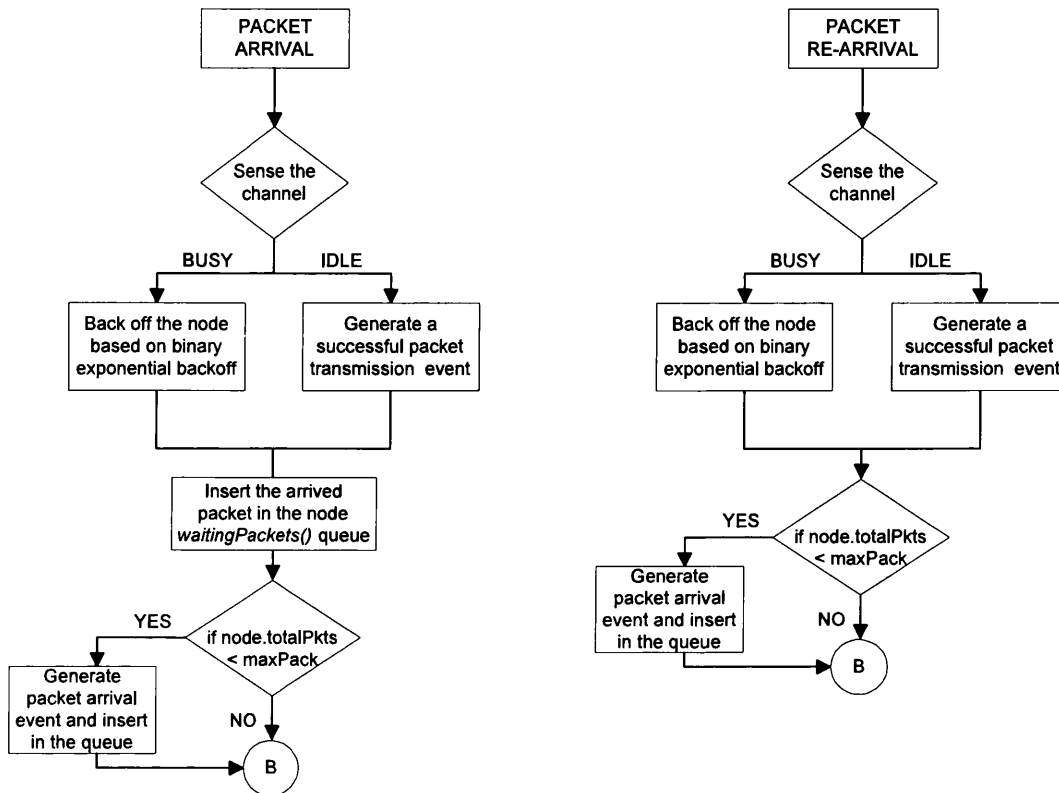 PACKET
ARRIVAL
Sense the
channel
BUSY
IDLE
Back off the node
based on binary
exponential backoff
Generate a
successful packet
transmission event
Insert the arrived
packet in the node
waitingPackets() queue
YES
if node.totalPkts
< maxPack
Generate
packet arrival
event and insert
in the queue
NO
B
PACKET
RE-ARRIVAL
Sense the
channel
BUSY
IDLE
Back off the node
based on binary
exponential backoff
Generate a
successful packet
transmission event
YES
if node.totalPkts
< maxPack
Generate
packet arrival
event and insert
in the queue
NO
B